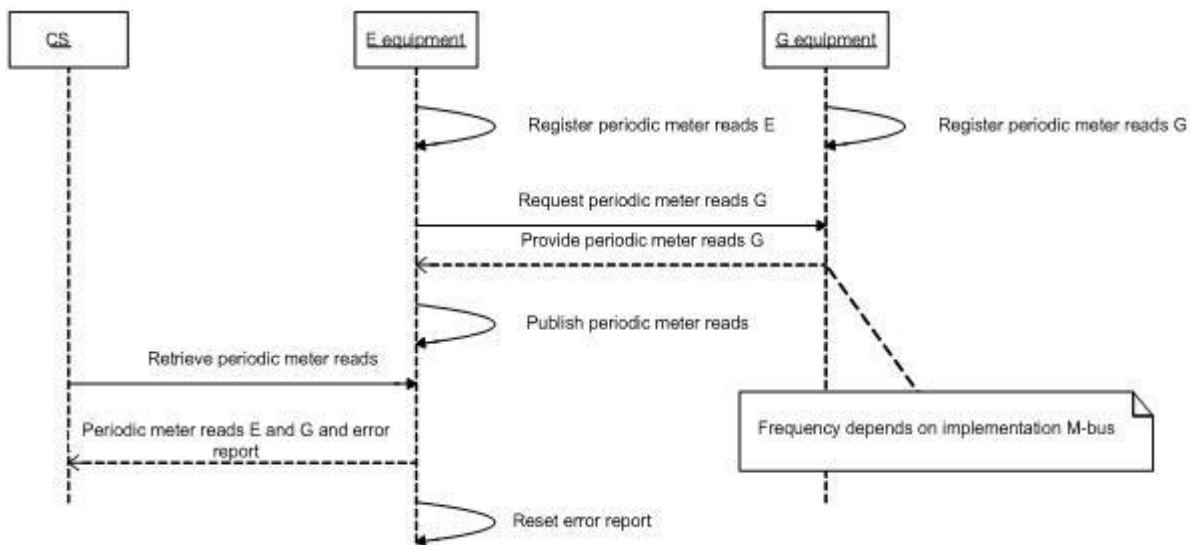 CS
E equipment
G equipment
Register periodic meter reads E
Register periodic meter reads G
Request periodic meter reads G
Provide periodic meter reads G
Publish periodic meter reads
Retrieve periodic meter reads
Periodic meter reads E and G and error
report
Frequency depends on implementation M-bus
Reset error report